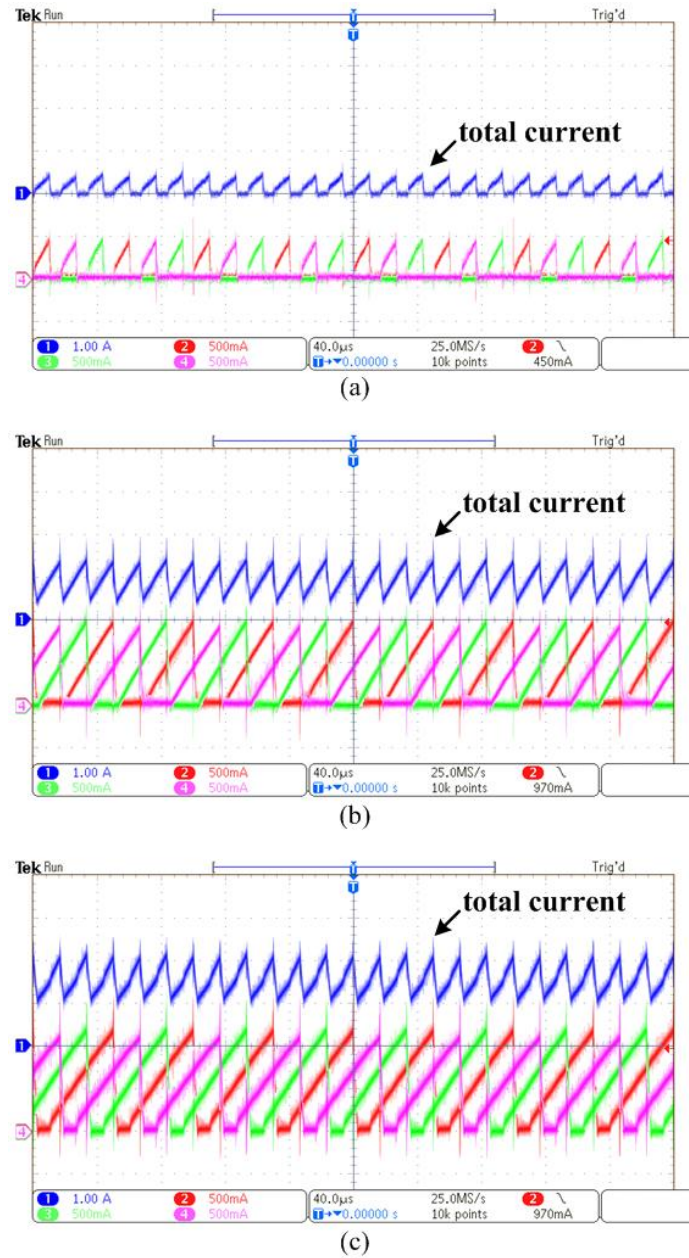 Tek Run Trig'd
T
T
total current
1
4
1 1.00 A 2 500mA 40.0µs 25.0MS/s 2 \
3 500mA 4 500mA T→▼0.00000 s 10k points 450mA
(a)
Tek Run Trig'd
T
T
total current
1
4
1 1.00 A 2 500mA 40.0µs 25.0MS/s 2 \
3 500mA 4 500mA T→▼0.00000 s 10k points 970mA
(b)
Tek Run Trig'd
T
T
total current
1
4
1 1.00 A 2 500mA 40.0µs 25.0MS/s 2 \
3 500mA 4 500mA T→▼0.00000 s 10k points 970mA
(c)